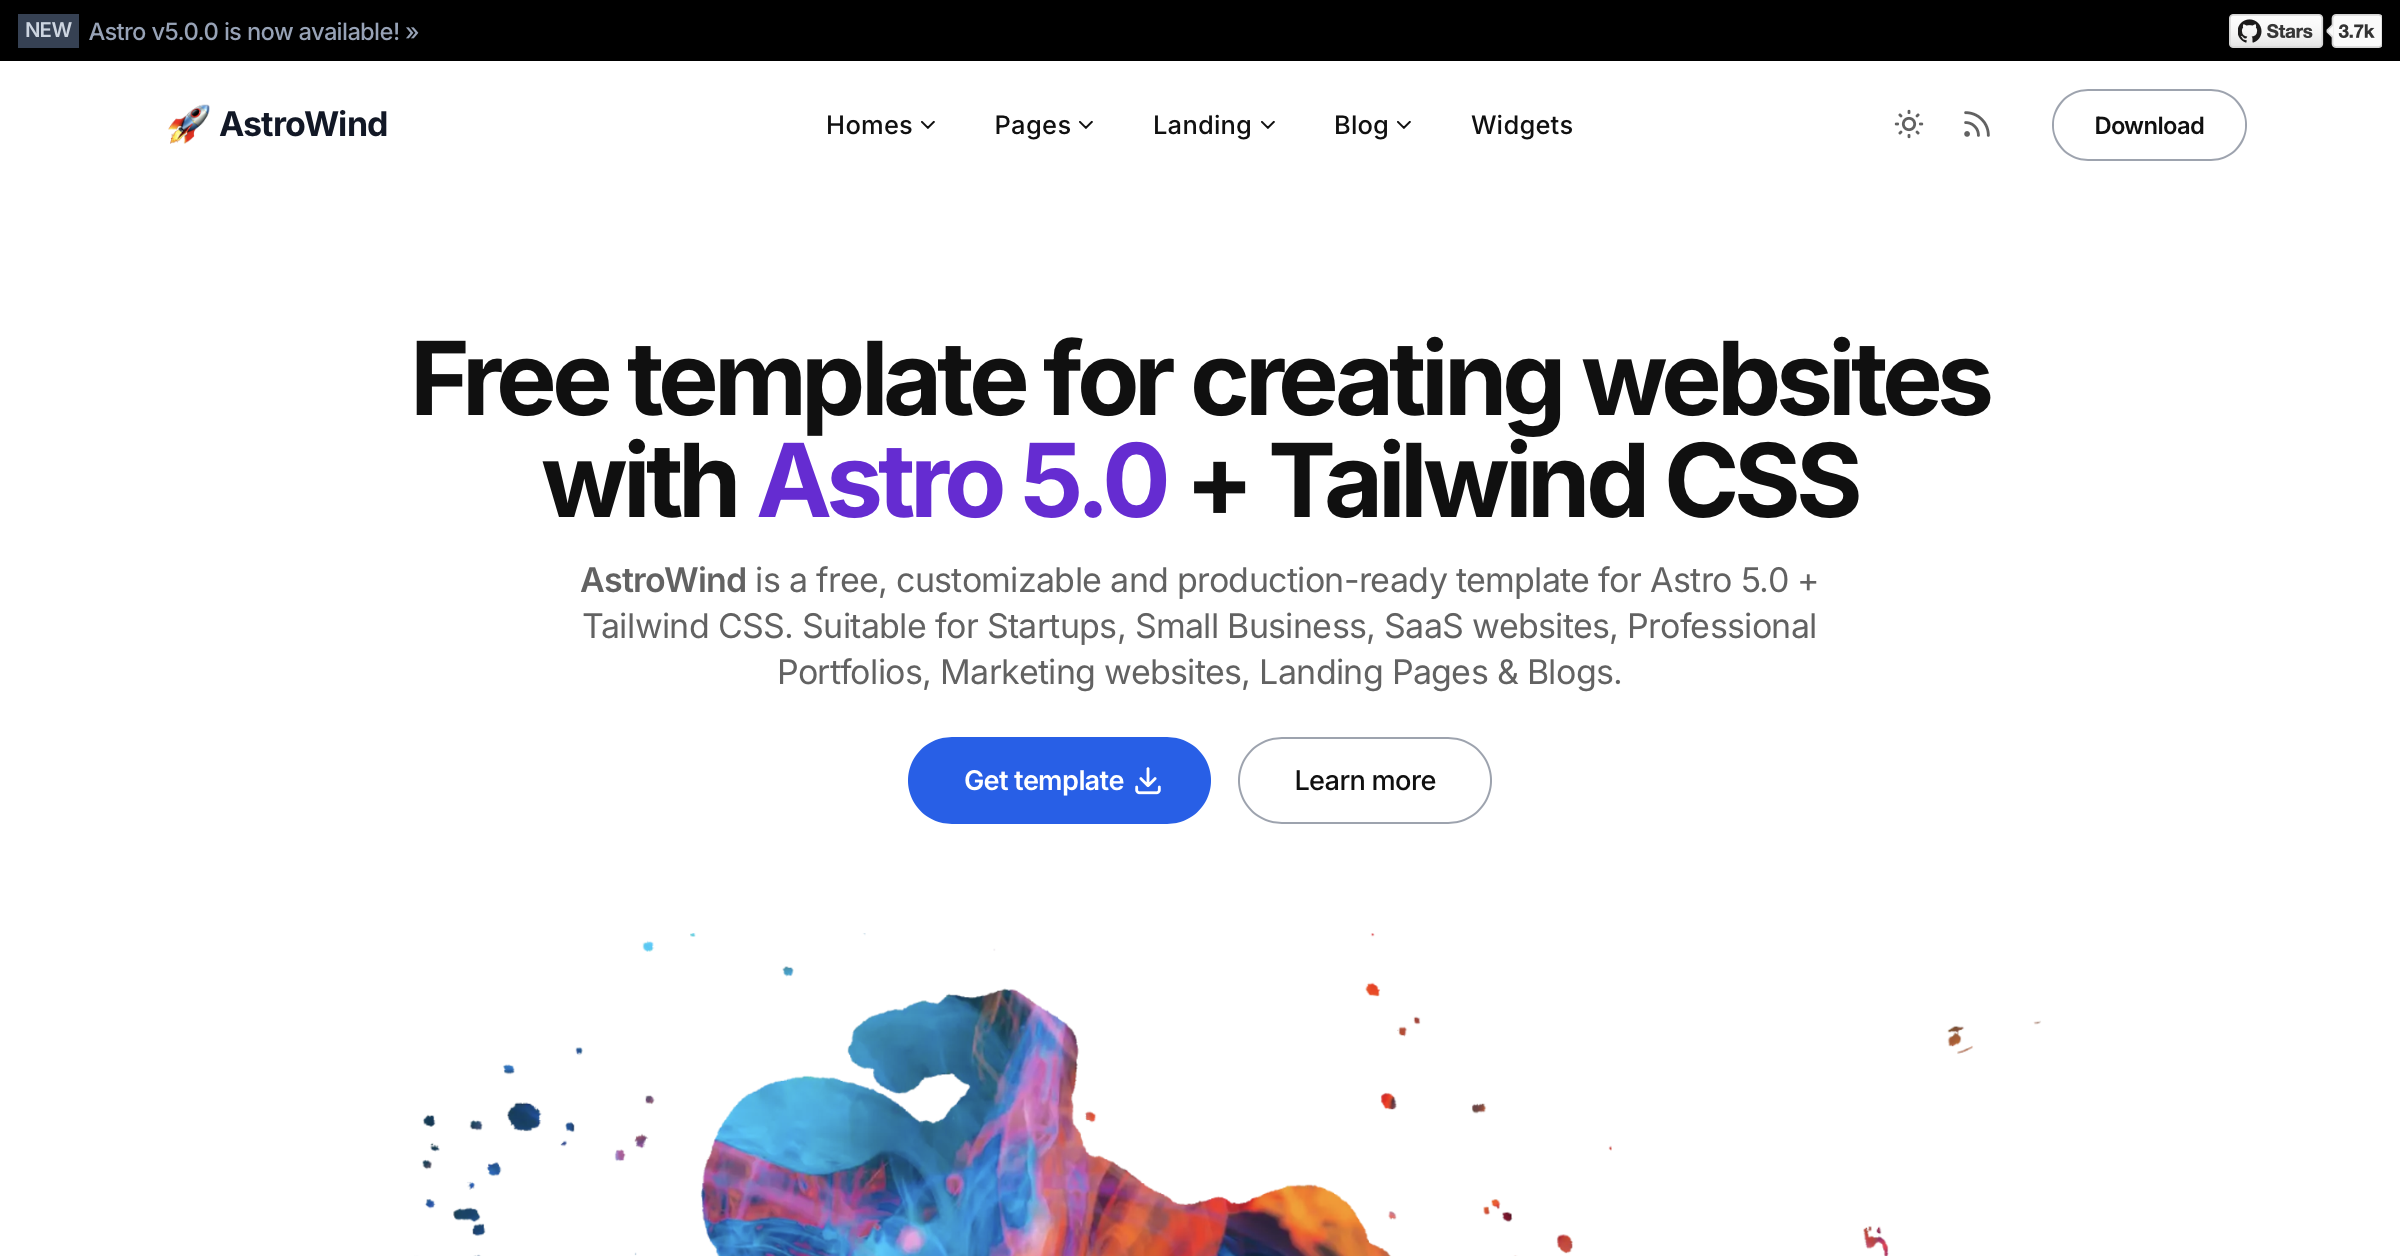 NEW Astro v5.0.0 is now available! »
Stars 3.7k
AstroWind
Homes
Pages
Landing
Blog
Widgets
Download
Free template for creating websites
with Astro 5.0 + Tailwind CSS
AstroWind is a free, customizable and production-ready template for Astro 5.0 +
Tailwind CSS. Suitable for Startups, Small Business, SaaS websites, Professional
Portfolios, Marketing websites, Landing Pages & Blogs.
Get template
Learn more